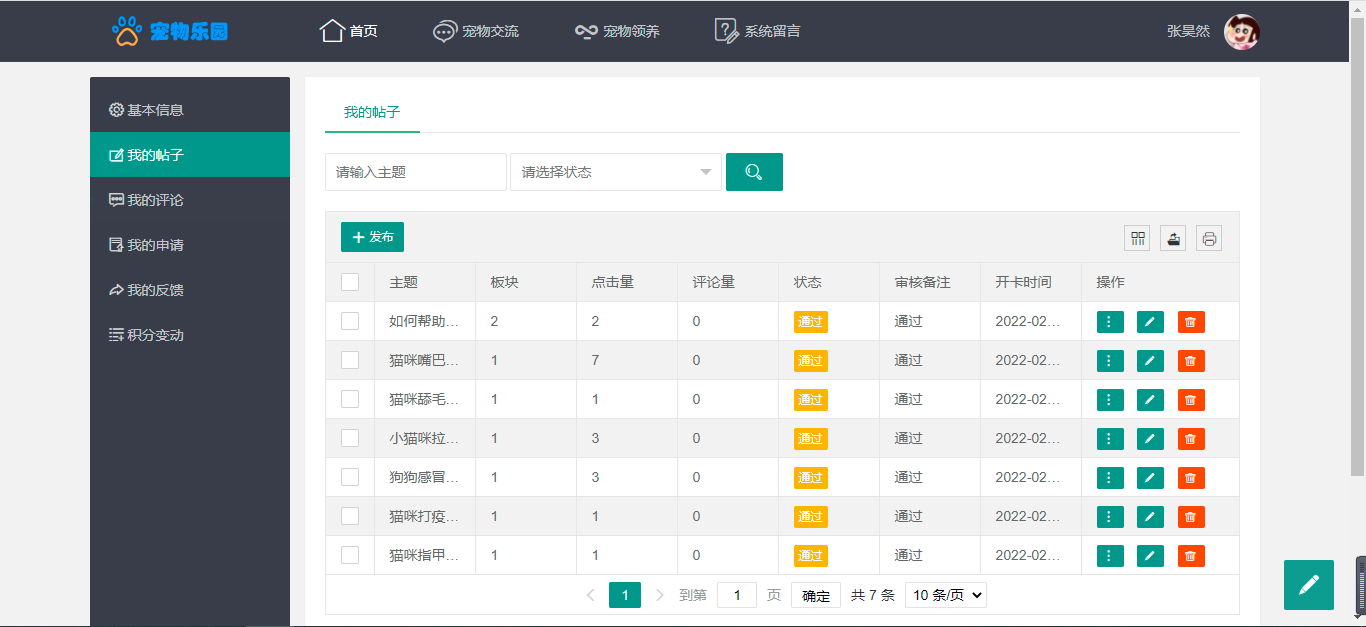 宠物乐园 首页 宠物交流 宠物领养 系统留言 张昊然
基本信息
我的帖子
我的评论
我的申请
我的反馈
积分变动
我的帖子
请输入主题 请选择状态
发布
主题 板块 点击量 评论量 状态 审核备注 开卡时间 操作
如何帮助... 2 2 0 通过 通过 2022-02...
猫咪嘴巴... 1 7 0 通过 通过 2022-02...
猫咪舔毛... 1 1 0 通过 通过 2022-02...
小猫咪拉... 1 3 0 通过 通过 2022-02...
狗狗感冒... 1 3 0 通过 通过 2022-02...
猫咪打疫... 1 1 0 通过 通过 2022-02...
猫咪指甲... 1 1 0 通过 通过 2022-02...
1 到第 1 页 确定 共 7 条 10 条/页